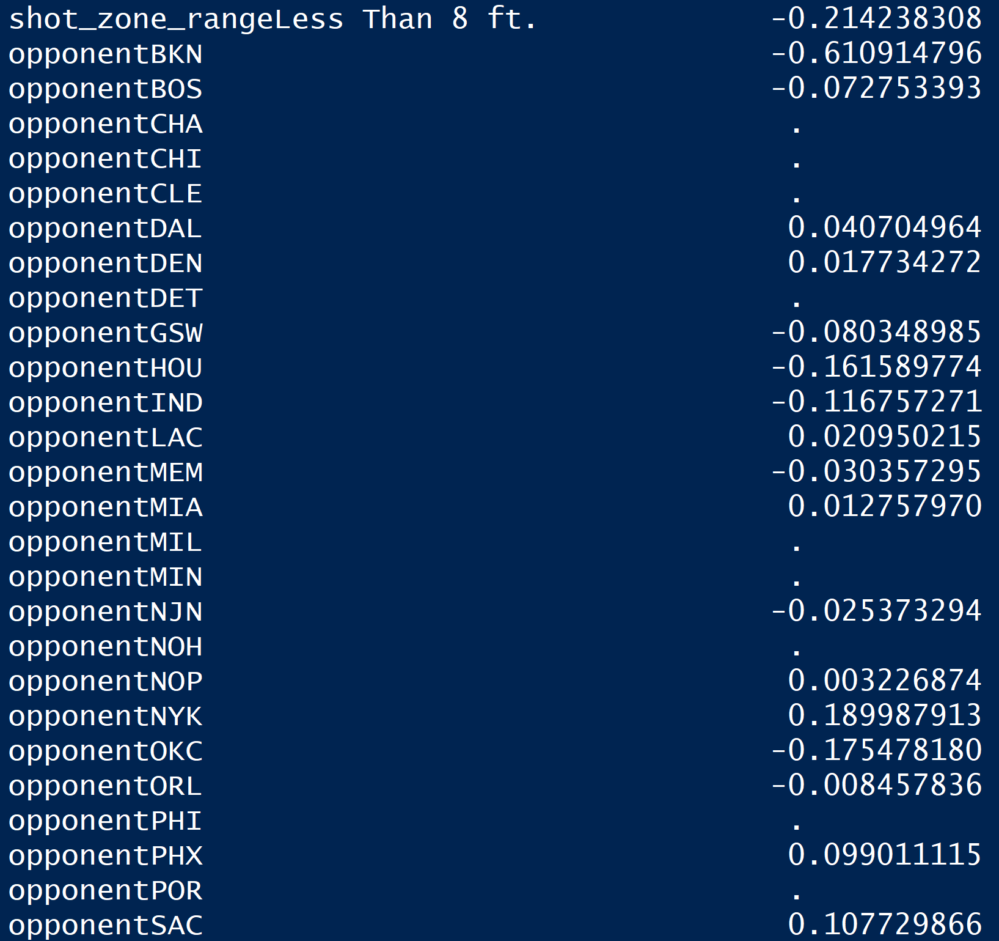 shot_zone_rangeLess Than 8 ft. -0.214238308
opponentBKN -0.610914796
opponentBOS -0.072753393
opponentCHA .
opponentCHI .
opponentCLE .
opponentDAL 0.040704964
opponentDEN 0.017734272
opponentDET .
opponentGSW -0.080348985
opponentHOU -0.161589774
opponentIND -0.116757271
opponentLAC 0.020950215
opponentMEM -0.030357295
opponentMIA 0.012757970
opponentMIL .
opponentMIN .
opponentNJN -0.025373294
opponentNOH .
opponentNOP 0.003226874
opponentNYK 0.189987913
opponentOKC -0.175478180
opponentORL -0.008457836
opponentPHI .
opponentPHX 0.099011115
opponentPOR .
opponentSAC 0.107729866